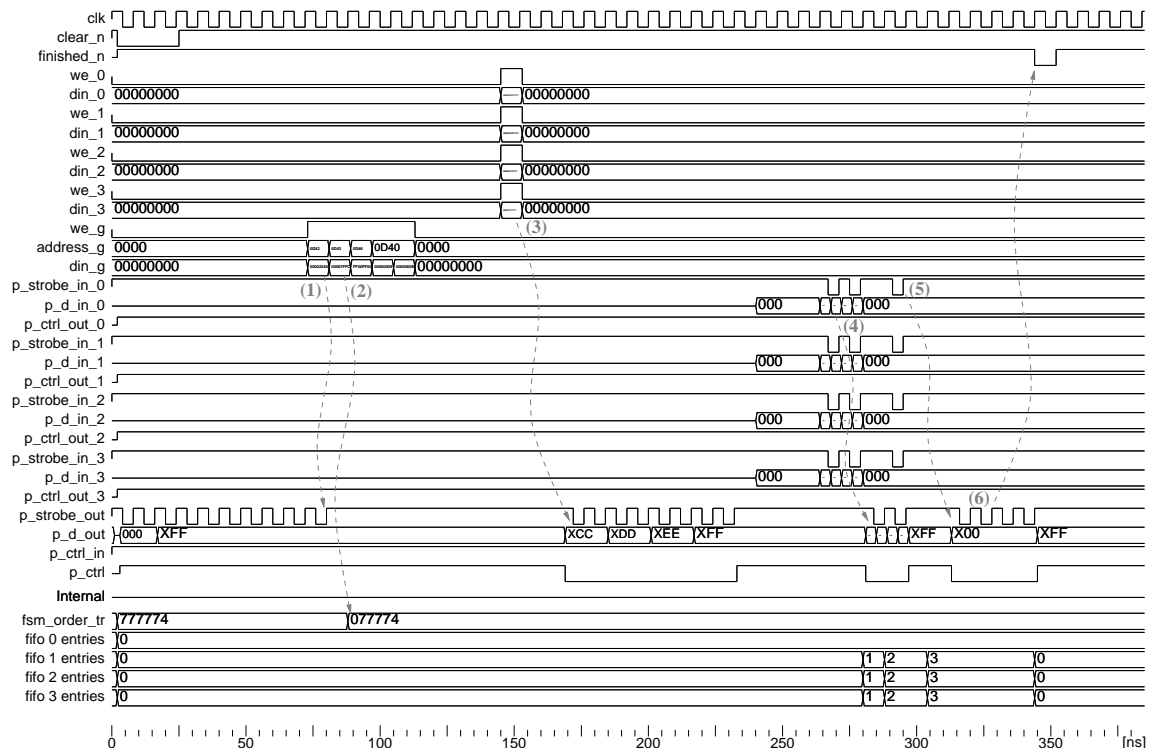 clk
clear_n
finished_n
we_0
din_0 00000000 00000000
we_1
din_1 00000000 00000000
we_2
din_2 00000000 00000000
we_3
din_3 00000000 00000000
we_g (3)
address_g 0000 0D40 0000
din_g 00000000 00000000
p_strobe_in_0 (1) (2) (5)
p_d_in_0 000 000
p_ctrl_out_0 (4)
p_strobe_in_1
p_d_in_1 000 000
p_ctrl_out_1
p_strobe_in_2
p_d_in_2 000 000
p_ctrl_out_2
p_strobe_in_3
p_d_in_3 000 000
p_ctrl_out_3 (6)
p_strobe_out
p_d_out 000 XFF XCC XDD XEE XFF XFF X00 XFF
p_ctrl_in
p_ctrl
Internal
fsm_order_tr 777774 077774
fifo 0 entries 0
fifo 1 entries 0 1 2 3 0
fifo 2 entries 0 1 2 3 0
fifo 3 entries 0 1 2 3 0
0 50 100 150 200 250 300 350 [ns]